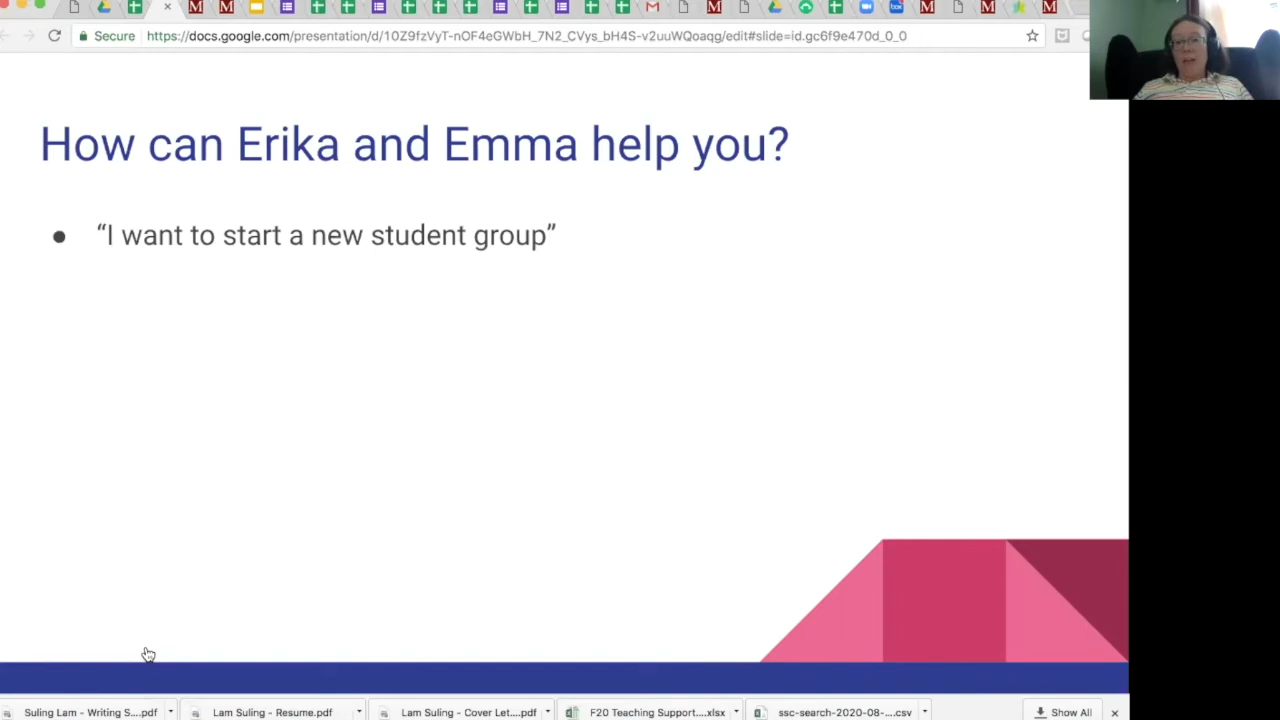 Secure
https://docs.google.com/presentation/d/10Z9fzVyT-nOF4eGWbH_7N2_CVys_bH4S-v2uuWQoaqg/edit#slide=id.gc6f9e470d_0_0
How can Erika and Emma help you?
● “I want to start a new student group”
Suling Lam - Writing S....pdf
Lam Suling - Resume.pdf
Lam Suling - Cover Let....pdf
F20 Teaching Support....xlsx
ssc-search-2020-08-....csv
Show All